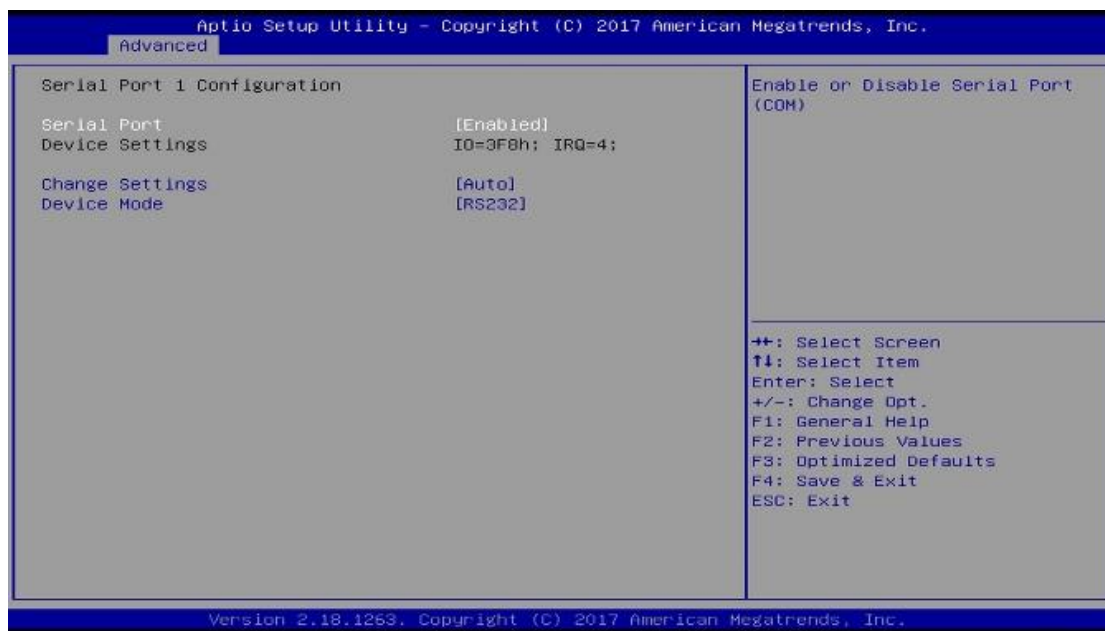 Aptio Setup Utility – Copyright (C) 2017 American Megatrends, Inc.
Advanced
Serial Port 1 Configuration
Serial Port [Enabled]
Device Settings IO=3F8h; IRQ=4;
Change Settings [Auto]
Device Mode [RS232]
Enable or Disable Serial Port
(COM)
→←: Select Screen
↑↓: Select Item
Enter: Select
+/-: Change Opt.
F1: General Help
F2: Previous Values
F3: Optimized Defaults
F4: Save & Exit
ESC: Exit
Version 2.18.1263. Copyright (C) 2017 American Megatrends, Inc.